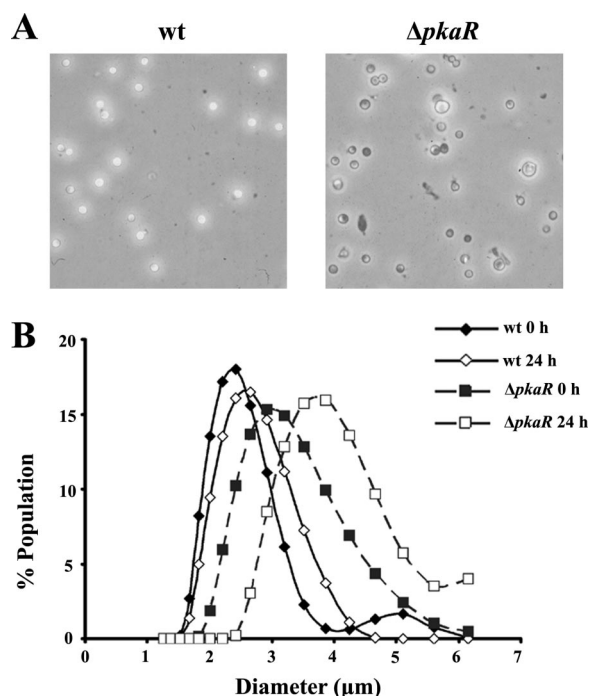 A
wt
ΔpkaR
B
wt 0 h
wt 24 h
ΔpkaR 0 h
ΔpkaR 24 h
% Population
20
15
10
5
0
0 1 2 3 4 5 6 7
Diameter (μm)